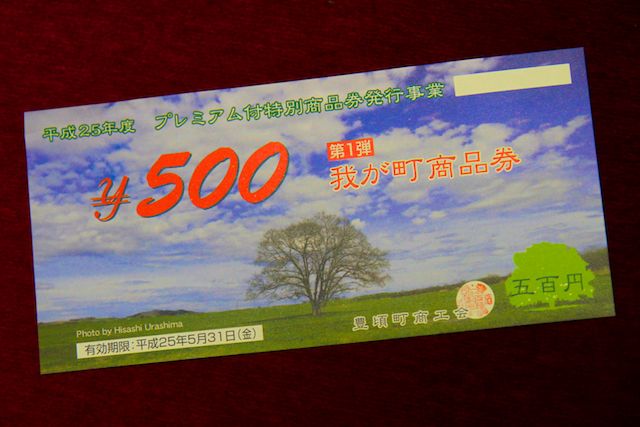 平成25年度 プレミアム付特別商品券発行事業
¥500
第1弾
我が町商品券
五百円
豊頃町商工会
Photo by Hisashi Urashima
有効期限:平成25年5月31日(金)